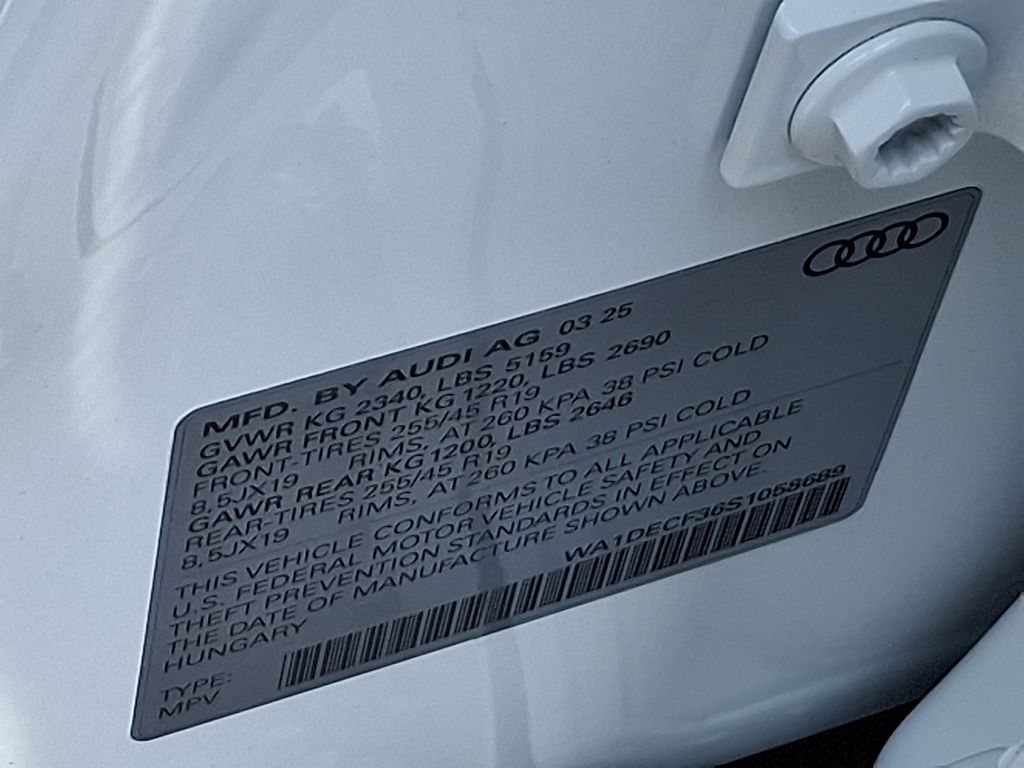 MFD. BY AUDI AG 03 25
GVWR KG 2340, LBS 5159
GAWR FRONT KG 1220, LBS 2690
FRONT-TIRES 255/45 R19
8,5JX19 RIMS, AT 260 KPA 38 PSI COLD
GAWR REAR KG 1200, LBS 2646
REAR-TIRES 255/45 R19
8,5JX19 RIMS, AT 260 KPA 38 PSI COLD
THIS VEHICLE CONFORMS TO ALL APPLICABLE
U.S. FEDERAL MOTOR VEHICLE SAFETY AND
THEFT PREVENTION STANDARDS IN EFFECT ON
THE DATE OF MANUFACTURE SHOWN ABOVE.
HUNGARY
WA1DECF36S1058689
TYPE:
MPV